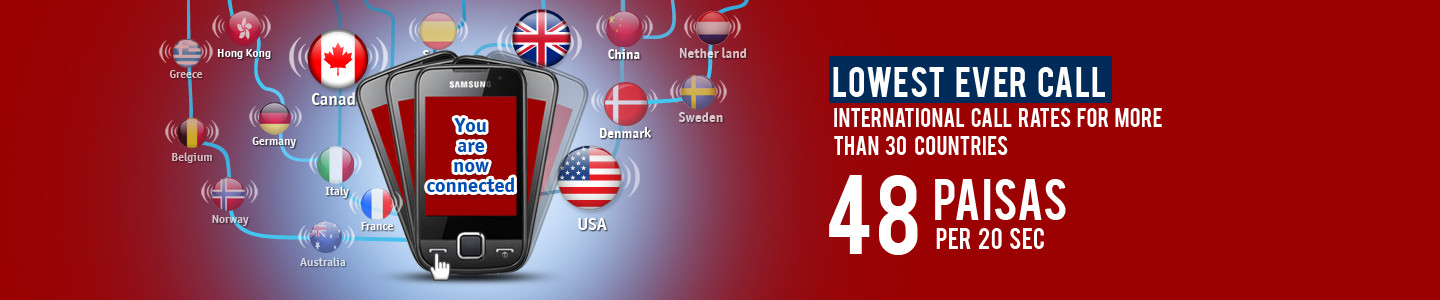 Hong Kong
Greece
Canad
China
Nether land
Belgium
Germany
Italy
Norway
France
Australia
SAMSUNG
You
are
now
connected
Denmark
Sweden
USA
LOWEST EVER CALL
INTERNATIONAL CALL RATES FOR MORE
THAN 30 COUNTRIES
48 PAISAS
PER 20 SEC